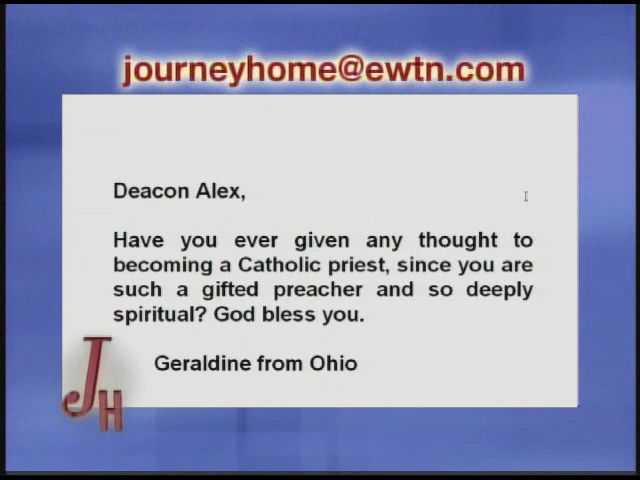 journeyhome@ewtn.com
Deacon Alex,
Have you ever given any thought to
becoming a Catholic priest, since you are
such a gifted preacher and so deeply
spiritual? God bless you.
Geraldine from Ohio
JH